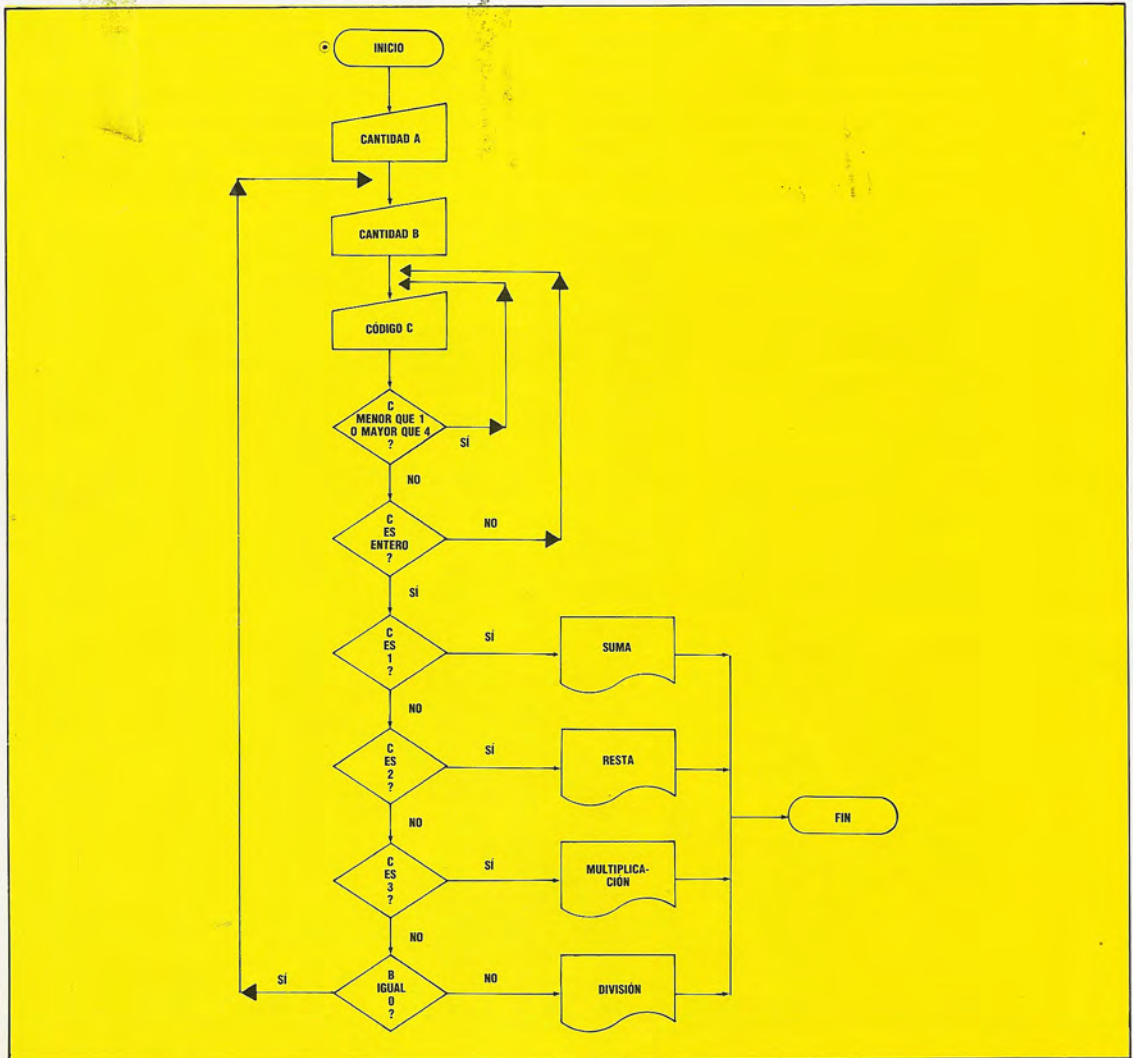 INICIO
CANTIDAD A
CANTIDAD B
CÓDIGO C
C
MENOR QUE 1
O MAYOR QUE 4
?
SÍ
NO
C
ES
ENTERO
?
NO
SÍ
C
ES
1
?
SÍ
SUMA
NO
C
ES
2
?
SÍ
RESTA
NO
FIN
C
ES
3
?
SÍ
MULTIPLICA-
CIÓN
NO
B
IGUAL
0
?
SÍ
NO
DIVISIÓN